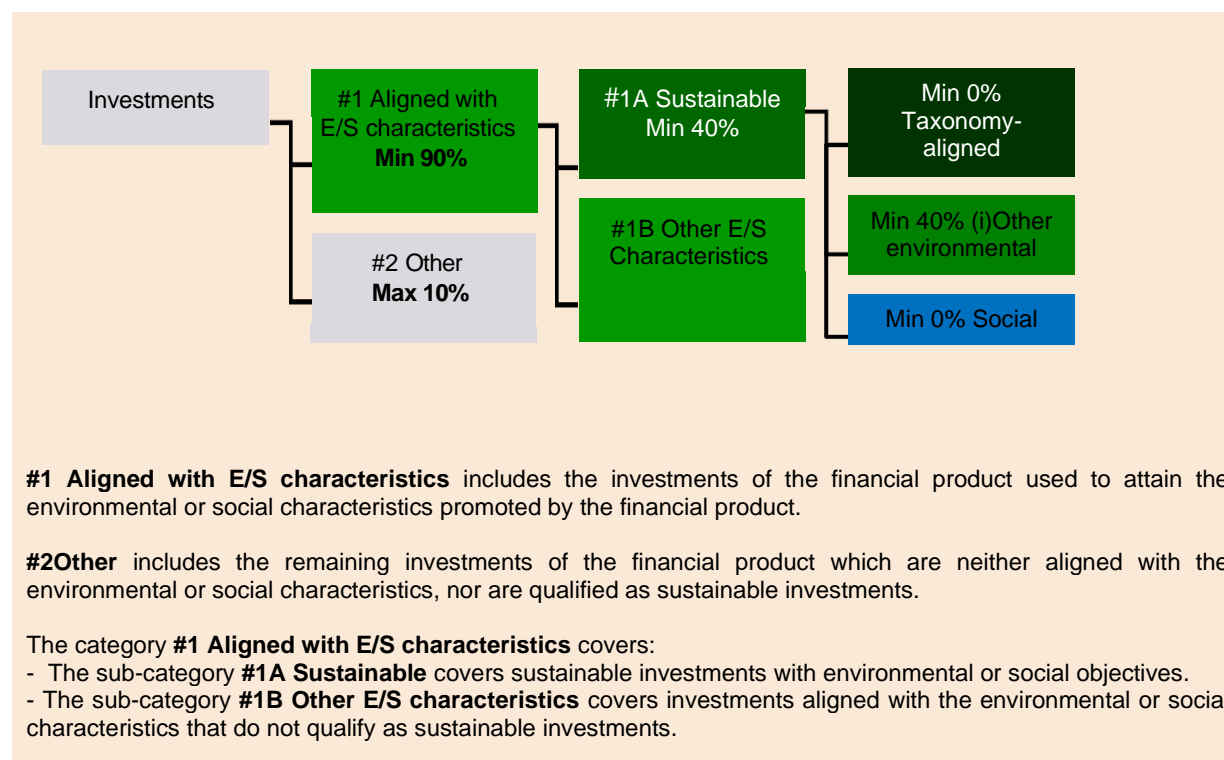 Investments
#1 Aligned with
E/S characteristics
Min 90%
#2 Other
Max 10%
#1A Sustainable
Min 40%
#1B Other E/S
Characteristics
Min 0%
Taxonomy-
aligned
Min 40% (i)Other
environmental
Min 0% Social
#1 Aligned with E/S characteristics includes the investments of the financial product used to attain the
environmental or social characteristics promoted by the financial product.
#2Other includes the remaining investments of the financial product which are neither aligned with the
environmental or social characteristics, nor are qualified as sustainable investments.
The category #1 Aligned with E/S characteristics covers:
- The sub-category #1A Sustainable covers sustainable investments with environmental or social objectives.
- The sub-category #1B Other E/S characteristics covers investments aligned with the environmental or social
characteristics that do not qualify as sustainable investments.